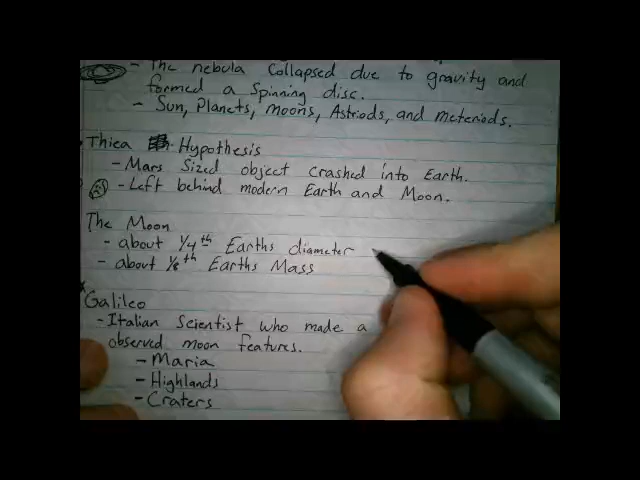 - The nebula Collapsed due to gravity and
formed a Spinning disc.
- Sun, Planets, moons, Astriods, and meteriods.
Thiea Hypothesis
- Mars Sized object crashed into Earth.
- Left behind modern Earth and Moon.
The Moon
- about 1/4th Earths diameter
- about 1/8th Earths Mass
Galileo
- Italian Scientist who made a
observed moon features.
- Maria
- Highlands
- Craters